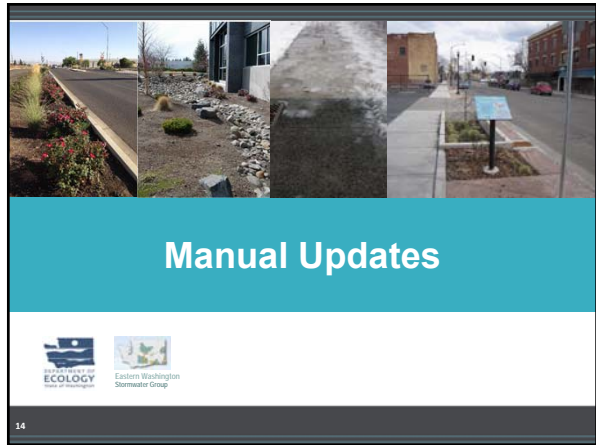 Manual Updates
DEPARTMENT OF
ECOLOGY
State of Washington
Eastern Washington
Stormwater Group
14